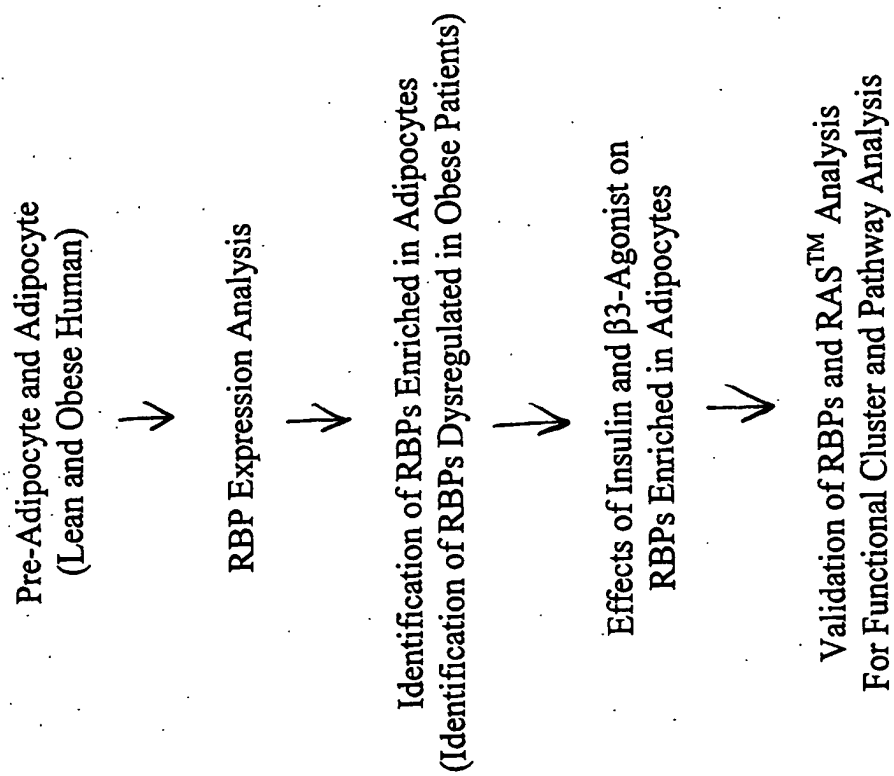 Pre-Adipocyte and Adipocyte
(Lean and Obese Human)
RBP Expression Analysis
Identification of RBPs Enriched in Adipocytes
(Identification of RBPs Dysregulated in Obese Patients)
Effects of Insulin and β3-Agonist on
RBPs Enriched in Adipocytes
Validation of RBPs and RAS™ Analysis
For Functional Cluster and Pathway Analysis